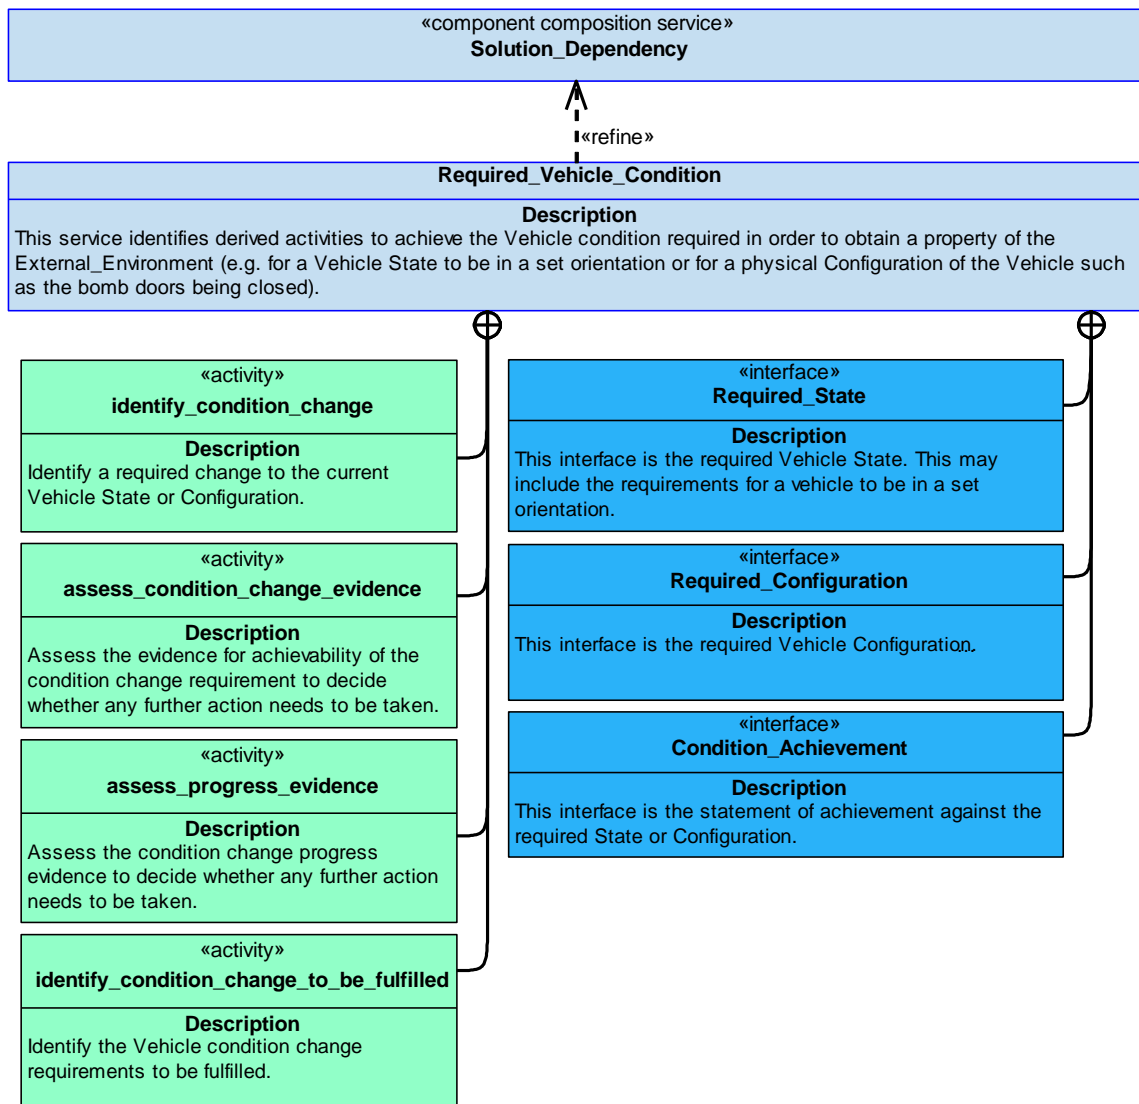 «component composition service»
Solution_Dependency
«refine»
Required_Vehicle_Condition
Description
This service identifies derived activities to achieve the Vehicle condition required in order to obtain a property of the
External_Environment (e.g. for a Vehicle State to be in a set orientation or for a physical Configuration of the Vehicle such
as the bomb doors being closed).
«activity»
identify_condition_change
Description
Identify a required change to the current
Vehicle State or Configuration.
«activity»
assess_condition_change_evidence
Description
Assess the evidence for achievability of the
condition change requirement to decide
whether any further action needs to be taken.
«activity»
assess_progress_evidence
Description
Assess the condition change progress
evidence to decide whether any further action
needs to be taken.
«activity»
identify_condition_change_to_be_fulfilled
Description
Identify the Vehicle condition change
requirements to be fulfilled.
«interface»
Required_State
Description
This interface is the required Vehicle State. This may
include the requirements for a vehicle to be in a set
orientation.
«interface»
Required_Configuration
Description
This interface is the required Vehicle Configuration.
«interface»
Condition_Achievement
Description
This interface is the statement of achievement against the
required State or Configuration.